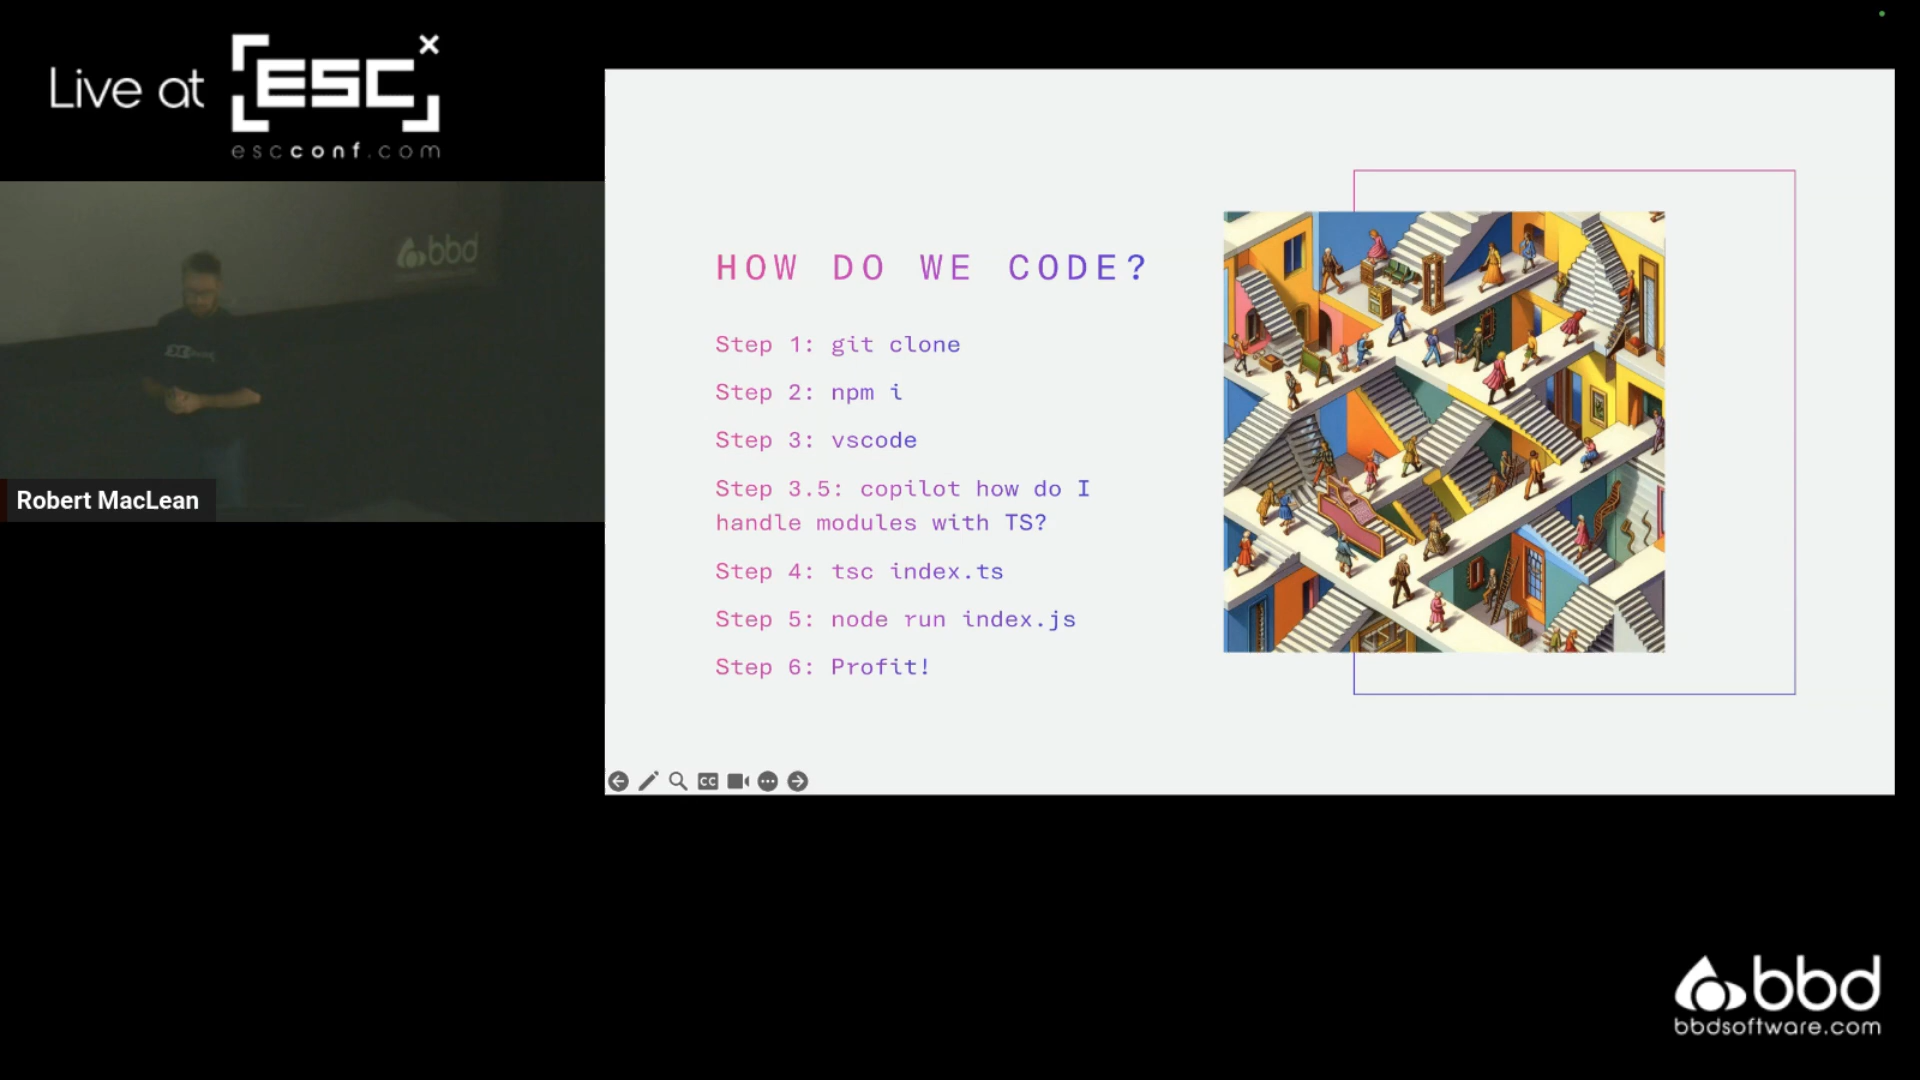 Live at ESC
escconf.com
bbd
Robert MacLean
HOW DO WE CODE?
Step 1: git clone
Step 2: npm i
Step 3: vscode
Step 3.5: copilot how do I
handle modules with TS?
Step 4: tsc index.ts
Step 5: node run index.js
Step 6: Profit!
CC
bbd
bbdsoftware.com